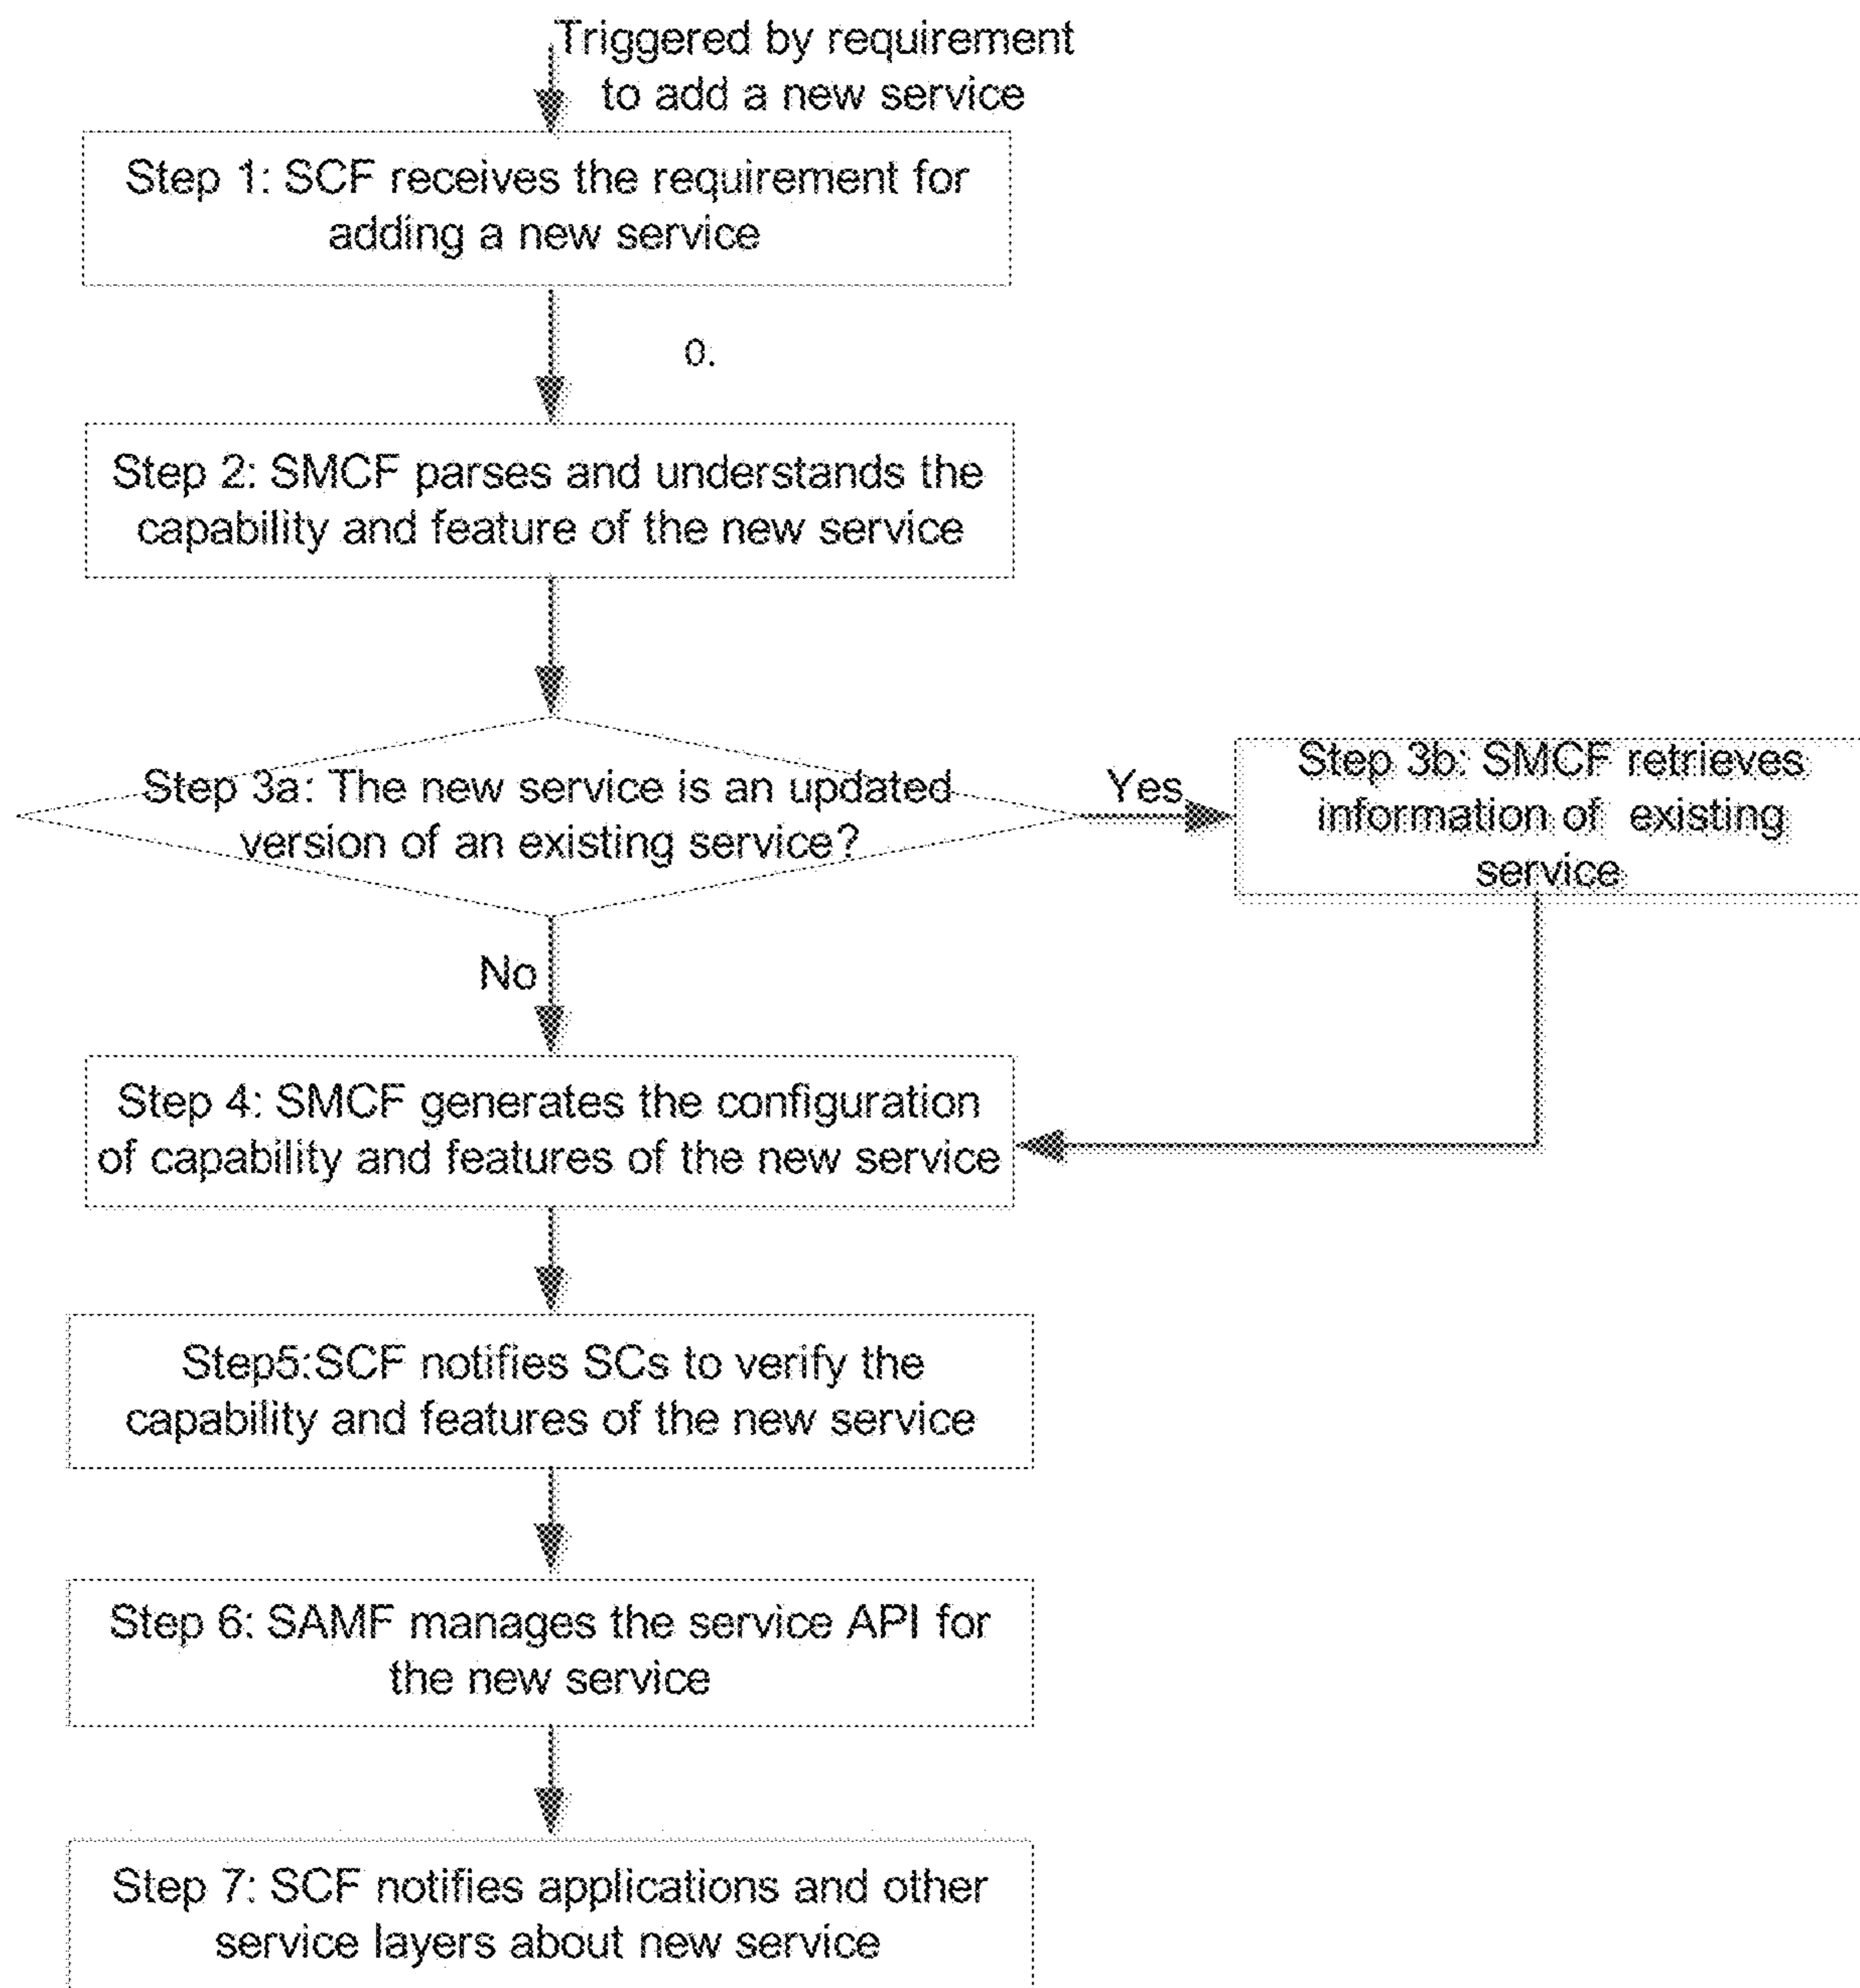 Triggered by requirement
to add a new service
Step 1: SCF receives the requirement for
adding a new service
0.
Step 2: SMCF parses and understands the
capability and feature of the new service
Step 3a: The new service is an updated
version of an existing service?
Yes
Step 3b: SMCF retrieves
information of existing
service
No
Step 4: SMCF generates the configuration
of capability and features of the new service
Step5:SCF notifies SCs to verify the
capability and features of the new service
Step 6: SAMF manages the service API for
the new service
Step 7: SCF notifies applications and other
service layers about new service